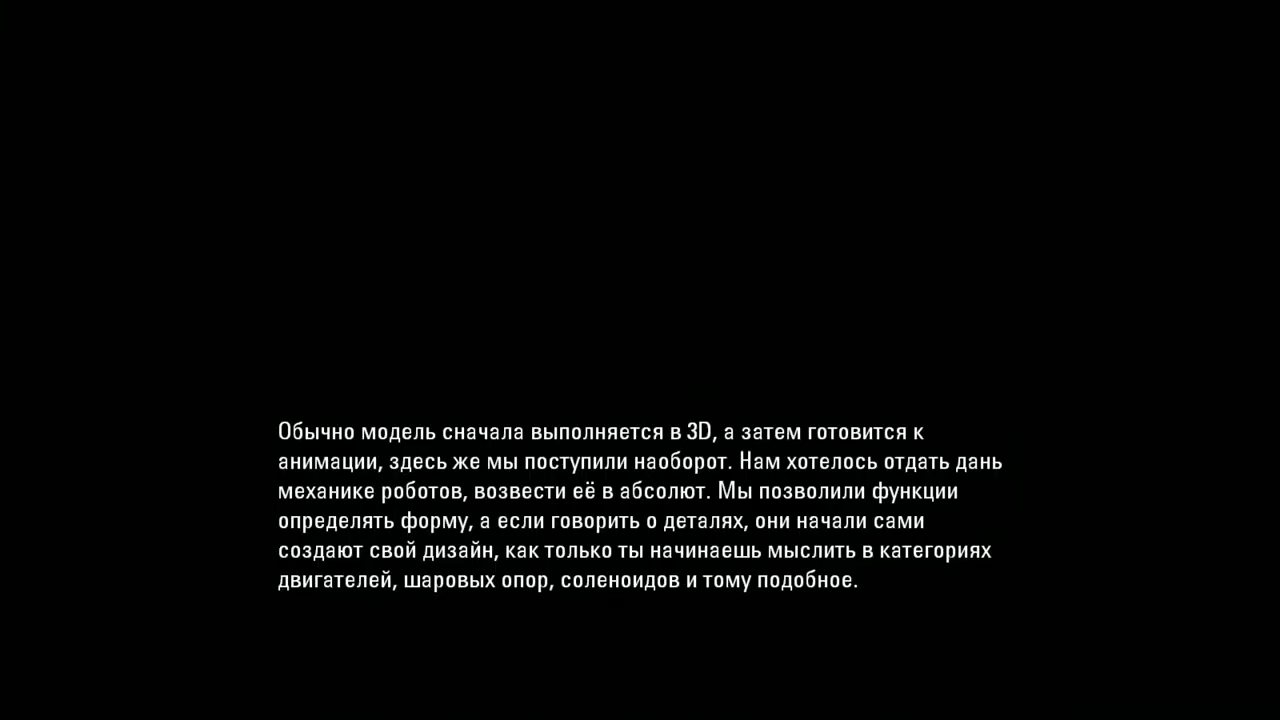 Обычно модель сначала выполняется в 3D, а затем готовится к
анимации, здесь же мы поступили наоборот. Нам хотелось отдать дань
механике роботов, возвести её в абсолют. Мы позволили функции
определять форму, а если говорить о деталях, они начали сами
создают свой дизайн, как только ты начинаешь мыслить в категориях
двигателей, шаровых опор, соленоидов и тому подобное.